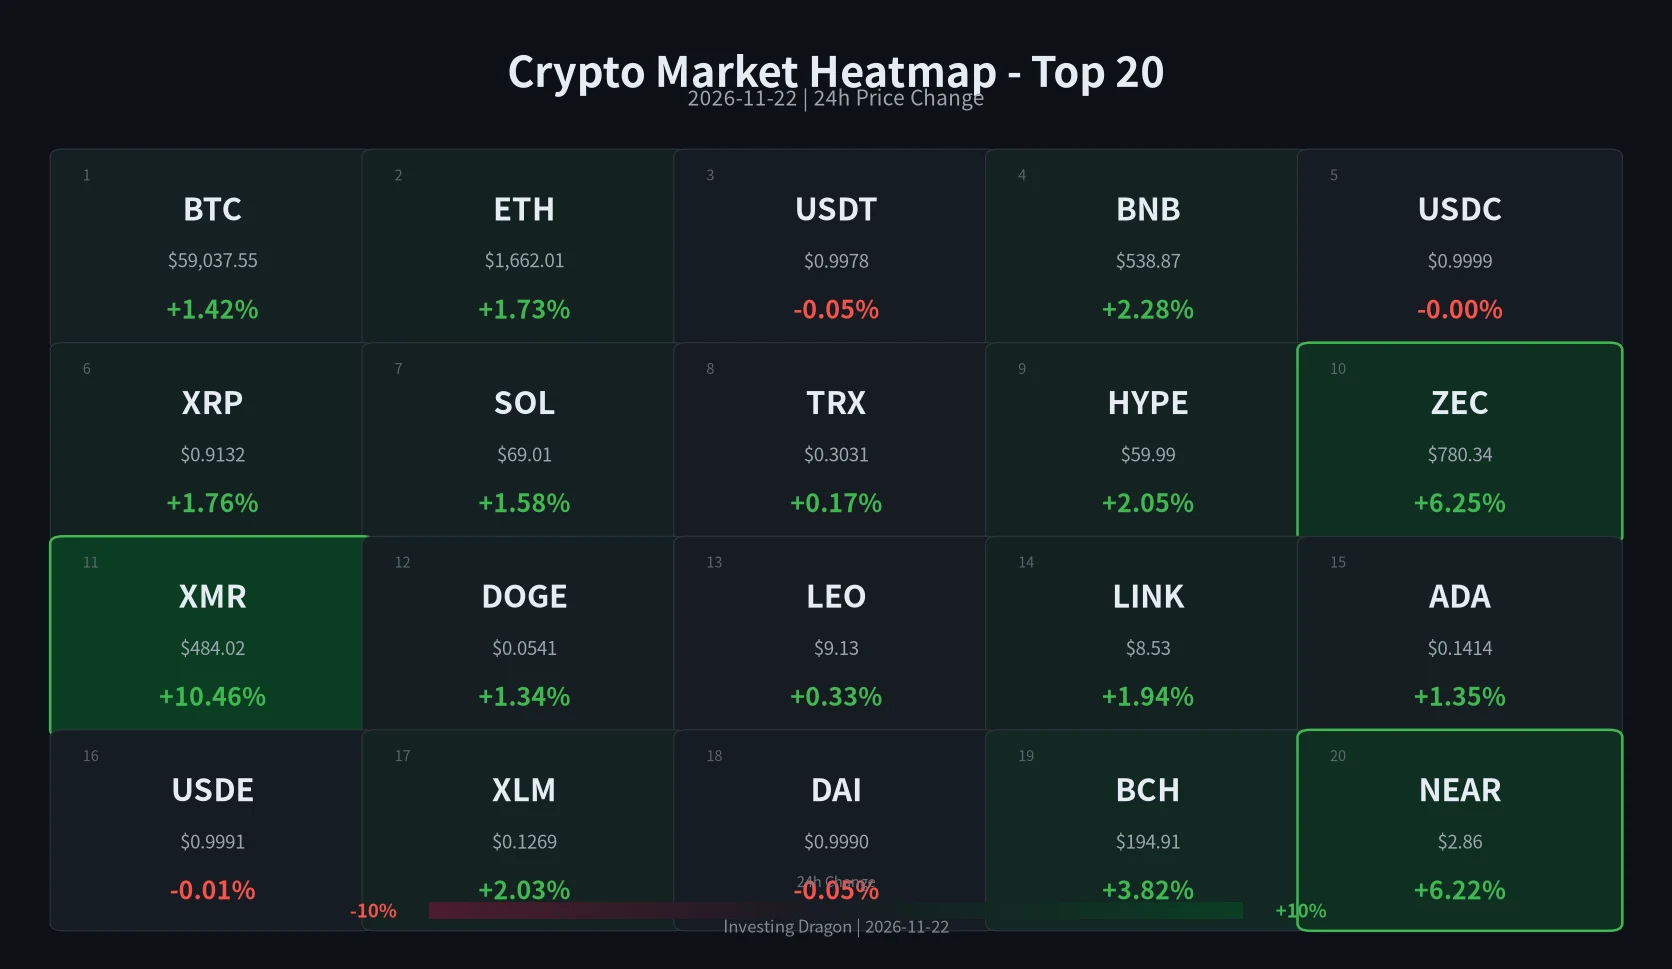 Crypto Market Heatmap - Top 20
2026-11-22 | 24h Price Change
1
BTC
$59,037.55
+1.42%
2
ETH
$1,662.01
+1.73%
3
USDT
$0.9978
-0.05%
4
BNB
$538.87
+2.28%
5
USDC
$0.9999
-0.00%
6
XRP
$0.9132
+1.76%
7
SOL
$69.01
+1.58%
8
TRX
$0.3031
+0.17%
9
HYPE
$59.99
+2.05%
10
ZEC
$780.34
+6.25%
11
XMR
$484.02
+10.46%
12
DOGE
$0.0541
+1.34%
13
LEO
$9.13
+0.33%
14
LINK
$8.53
+1.94%
15
ADA
$0.1414
+1.35%
16
USDE
$0.9991
-0.01%
17
XLM
$0.1269
+2.03%
18
DAI
$0.9990
-0.05%
19
BCH
$194.91
+3.82%
20
NEAR
$2.86
+6.22%
24h Change
-10%
+10%
Investing Dragon | 2026-11-22